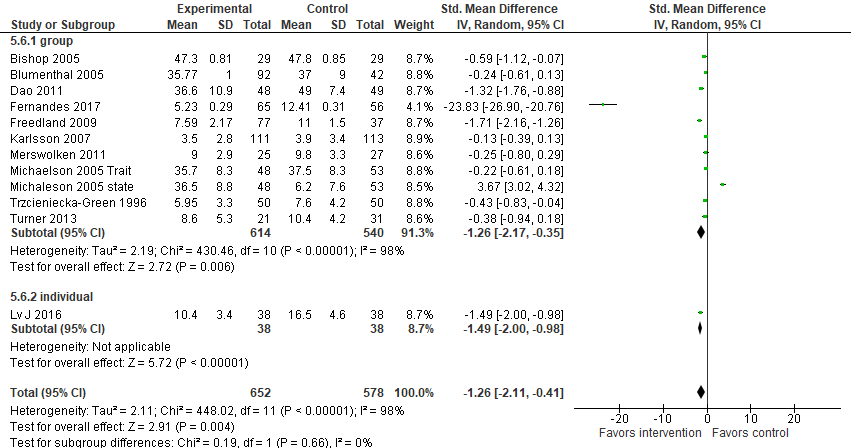 Experimental Control Std. Mean Difference Std. Mean Difference
Study or Subgroup Mean SD Total Mean SD Total Weight IV, Random, 95% CI IV, Random, 95% CI
5.6.1 group
Bishop 2005 47.3 0.81 29 47.8 0.85 29 8.7% -0.59 [-1.12, -0.07]
Blumenthal 2005 35.77 1 92 37 9 42 8.8% -0.24 [-0.61, 0.13]
Dao 2011 36.6 10.9 48 49 7.4 49 8.7% -1.32 [-1.76, -0.88]
Fernandes 2017 5.23 0.29 65 12.41 0.31 56 4.1% -23.83 [-26.90, -20.76]
Freedland 2009 7.59 2.17 77 11 1.5 37 8.7% -1.71 [-2.16, -1.26]
Karlsson 2007 3.5 2.8 111 3.9 3.4 113 8.9% -0.13 [-0.39, 0.13]
Merswolken 2011 9 2.9 25 9.8 3.3 27 8.7% -0.25 [-0.80, 0.29]
Michaelson 2005 Trait 35.7 8.3 48 37.5 8.3 53 8.8% -0.22 [-0.61, 0.18]
Michaleson 2005 state 36.5 8.8 48 6.2 7.6 53 8.6% 3.67 [3.02, 4.32]
Trzcieniecka-Green 1996 5.95 3.3 50 7.6 4.2 50 8.8% -0.43 [-0.83, -0.04]
Turner 2013 8.6 5.3 21 10.4 4.2 31 8.6% -0.38 [-0.94, 0.18]
Subtotal (95% CI) 614 540 91.3% -1.26 [-2.17, -0.35]
Heterogeneity: Tau² = 2.19; Chi² = 430.46, df = 10 (P < 0.00001); I² = 98%
Test for overall effect: Z = 2.72 (P = 0.006)
5.6.2 individual
Lv J 2016 10.4 3.4 38 16.5 4.6 38 8.7% -1.49 [-2.00, -0.98]
Subtotal (95% CI) 38 38 8.7% -1.49 [-2.00, -0.98]
Heterogeneity: Not applicable
Test for overall effect: Z = 5.72 (P < 0.00001)
Total (95% CI) 652 578 100.0% -1.26 [-2.11, -0.41]
Heterogeneity: Tau² = 2.11; Chi² = 448.02, df = 11 (P < 0.00001); I² = 98%
Test for overall effect: Z = 2.91 (P = 0.004)
Test for subgroup differences: Chi² = 0.19, df = 1 (P = 0.66), I² = 0%
-20 -10 0 10 20
Favors intervention Favors control